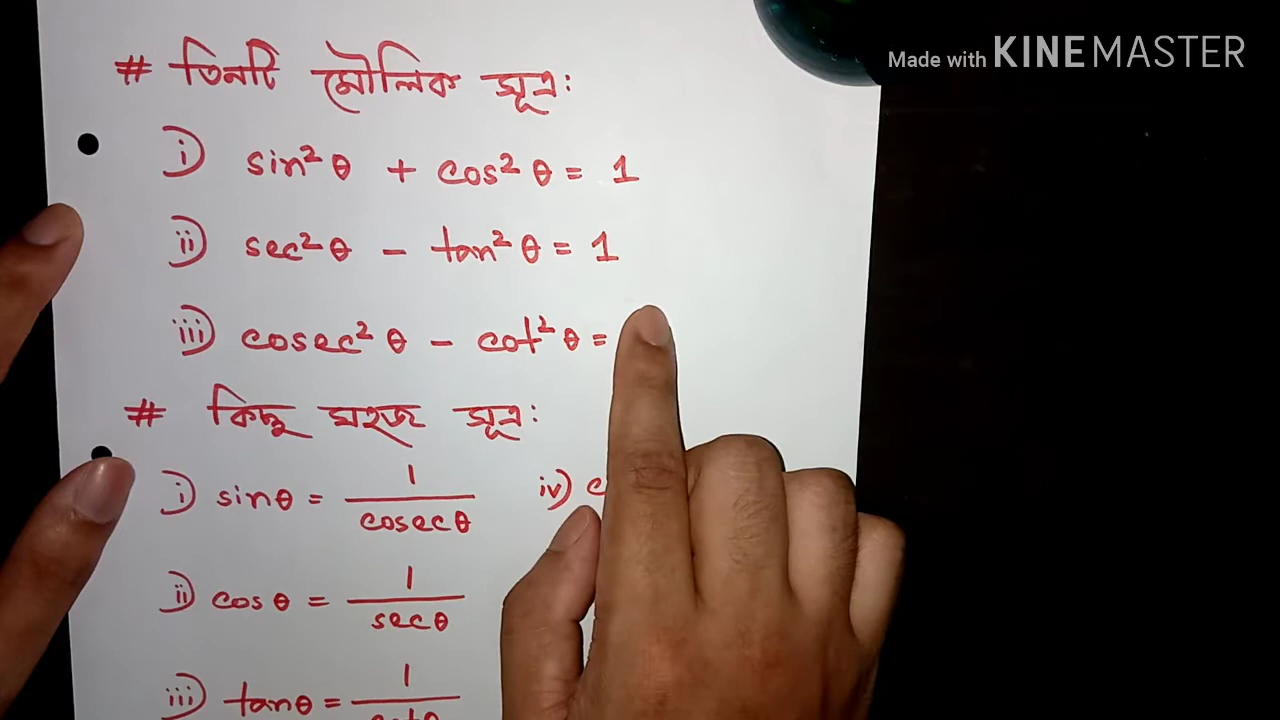 Made with KINEMASTER
# তিনটি মৌলিক সূত্র:
i) sin²θ + cos²θ = 1
ii) sec²θ - tan²θ = 1
iii) cosec²θ - cot²θ =
# কিছু সহজ সূত্র:
i) sinθ = 1/cosecθ iv) c
ii) cosθ = 1/secθ
iii) tanθ = 1/cotθ